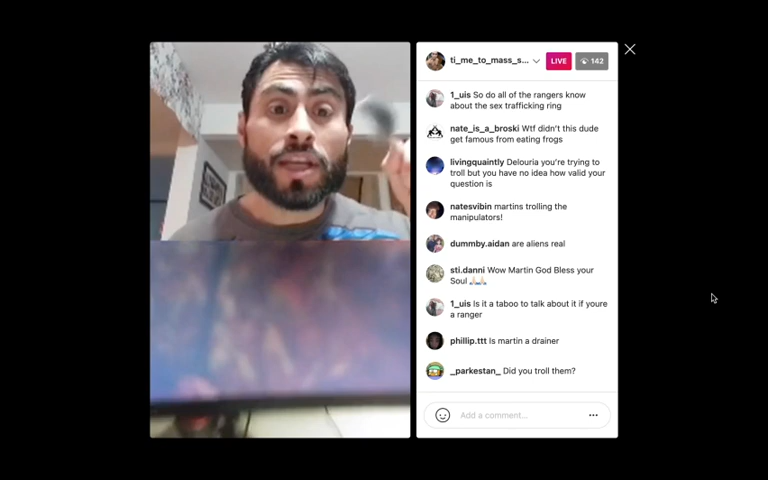 ti_me_to_mass_s...
LIVE
142
1_uis So do all of the rangers know
about the sex trafficking ring
nate_is_a_broski Wtf didn't this dude
get famous from eating frogs
livingquaintly Delouria you're trying to
troll but you have no idea how valid your
question is
natesvibin martins trolling the
manipulators!
dummby.aidan are aliens real
sti.danni Wow Martin God Bless your
Soul 🙏🏻🙏🏻
1_uis Is it a taboo to talk about it if youre
a ranger
phillip.ttt Is martin a drainer
_parkestan_ Did you troll them?
Add a comment...